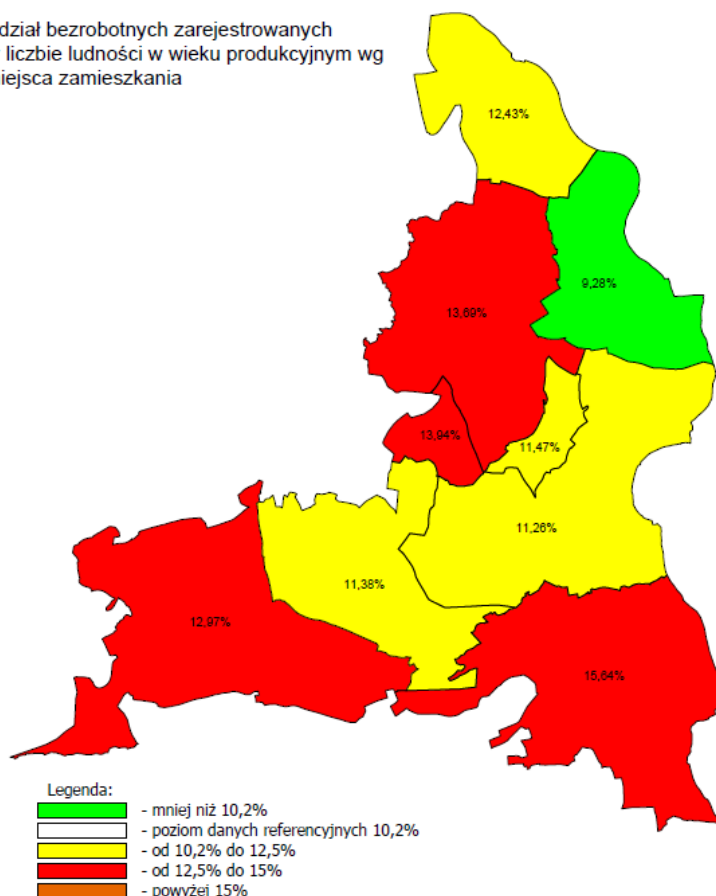 dział bezrobotnych zarejestrowanych
liczbie ludności w wieku produkcyjnym wg
iejsca zamieszkania
12,43%
9,28%
13,69%
13,94%
11,47%
11,26%
11,38%
12,97%
15,64%
Legenda:
- mniej niż 10,2%
- poziom danych referencyjnych 10,2%
- od 10,2% do 12,5%
- od 12,5% do 15%
- powyżej 15%